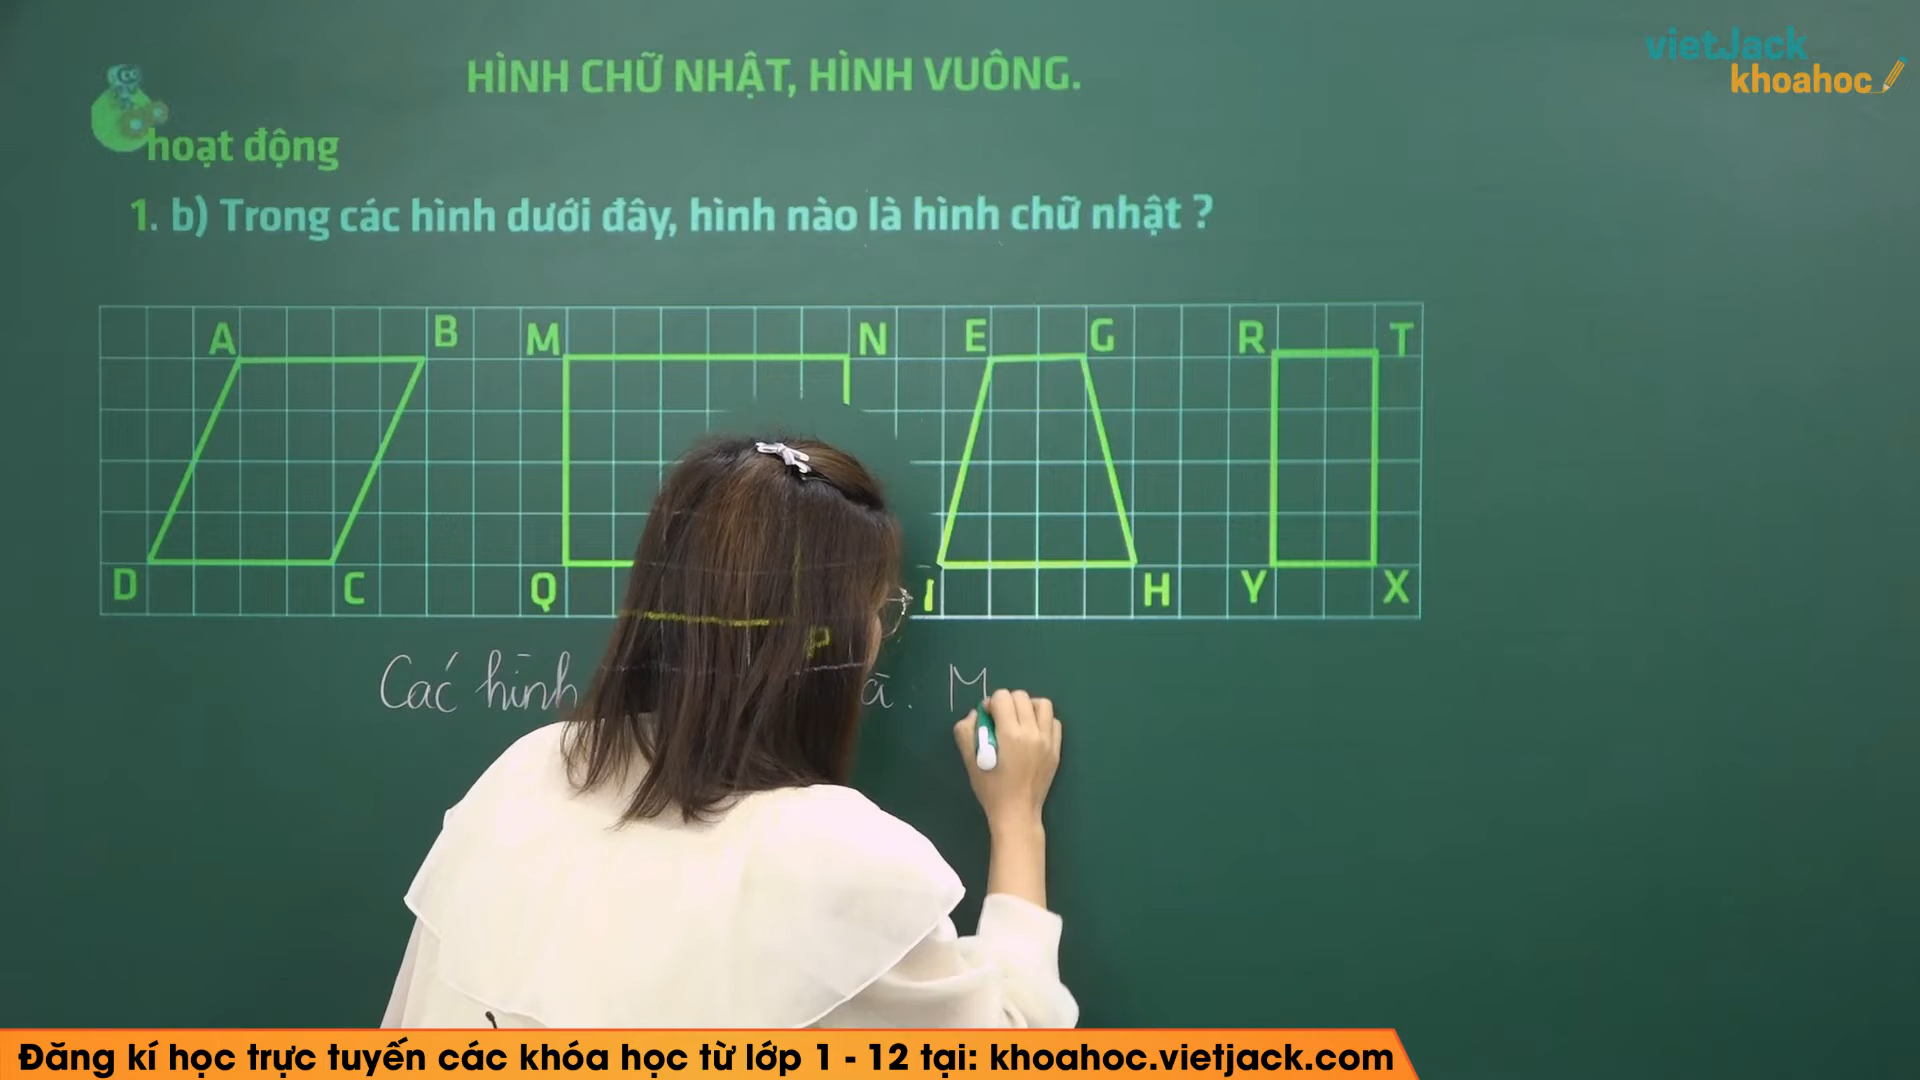 vietJack
khoahoc
HÌNH CHỮ NHẬT, HÌNH VUÔNG.
hoạt động
1. b) Trong các hình dưới đây, hình nào là hình chữ nhật ?
A B M N E G R T
D C Q P I H Y X
Các hình : M
Đăng kí học trực tuyến các khóa học từ lớp 1 - 12 tại: khoahoc.vietjack.com